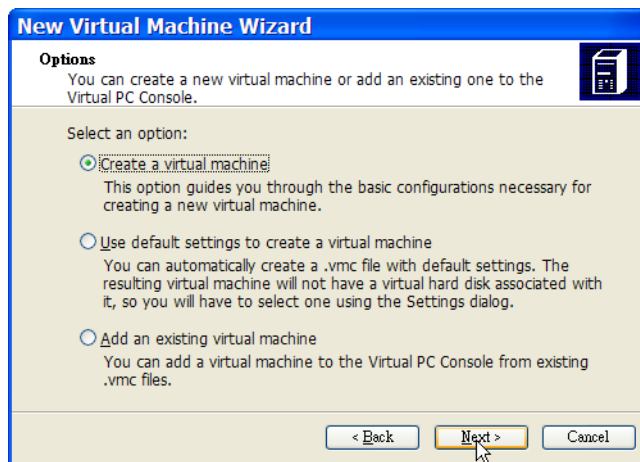 New Virtual Machine Wizard
Options
You can create a new virtual machine or add an existing one to the
Virtual PC Console.
Select an option:
Create a virtual machine
This option guides you through the basic configurations necessary for
creating a new virtual machine.
Use default settings to create a virtual machine
You can automatically create a .vmc file with default settings. The
resulting virtual machine will not have a virtual hard disk associated with
it, so you will have to select one using the Settings dialog.
Add an existing virtual machine
You can add a virtual machine to the Virtual PC Console from existing
.vmc files.
< Back Next > Cancel